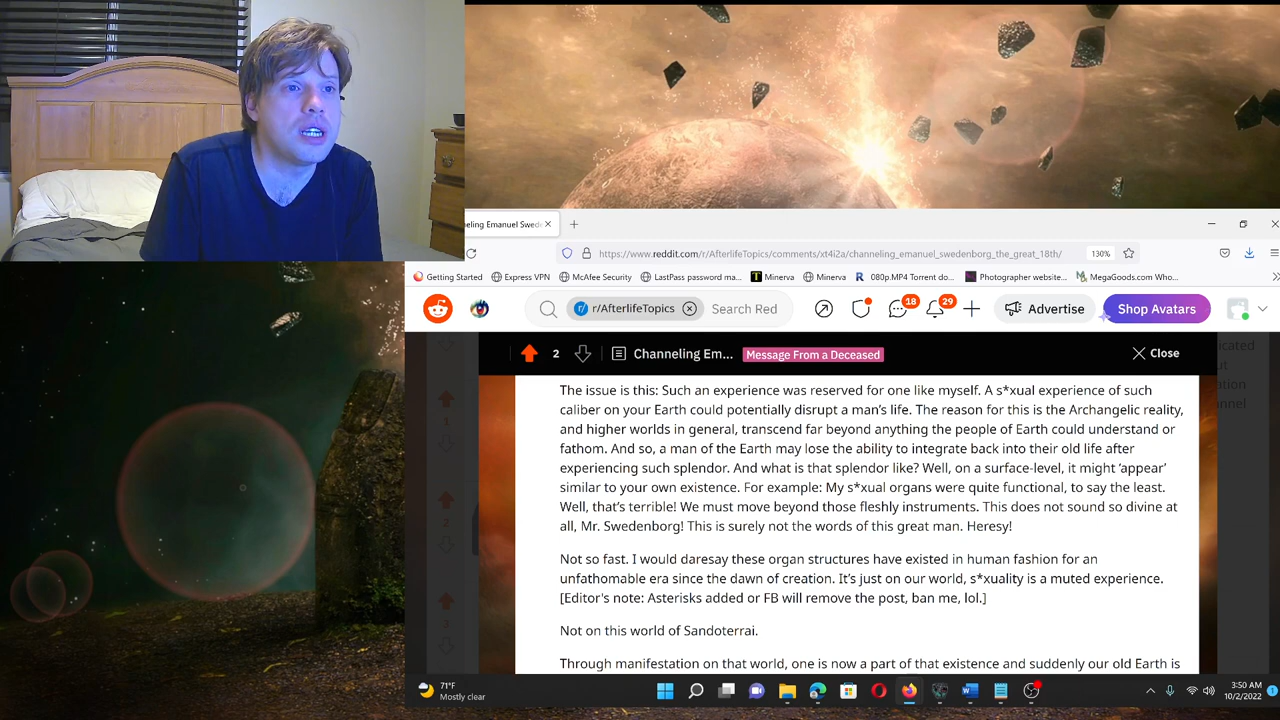 eling Emanuel Swed
https://www.reddit.com/r/AfterlifeTopics/comments/xt4i2a/channeling_emanuel_swedenborg_the_great_18th/
130%
Getting Started
Express VPN
McAfee Security
LastPass password ma...
Minerva
Minerva
080p.MP4 Torrent do...
Photographer website...
MegaGoods.com Who...
r/AfterlifeTopics
Search Red
18
29
Advertise
Shop Avatars
2
Channeling Em...
Message From a Deceased
Close
The issue is this: Such an experience was reserved for one like myself. A s*xual experience of such
caliber on your Earth could potentially disrupt a man's life. The reason for this is the Archangelic reality,
and higher worlds in general, transcend far beyond anything the people of Earth could understand or
fathom. And so, a man of the Earth may lose the ability to integrate back into their old life after
experiencing such splendor. And what is that splendor like? Well, on a surface-level, it might 'appear'
similar to your own existence. For example: My s*xual organs were quite functional, to say the least.
Well, that's terrible! We must move beyond those fleshly instruments. This does not sound so divine at
all, Mr. Swedenborg! This is surely not the words of this great man. Heresy!
Not so fast. I would daresay these organ structures have existed in human fashion for an
unfathomable era since the dawn of creation. It's just on our world, s*xuality is a muted experience.
[Editor's note: Asterisks added or FB will remove the post, ban me, lol.]
Not on this world of Sandoterrai.
Through manifestation on that world, one is now a part of that existence and suddenly our old Earth is
71°F
Mostly clear
3:50 AM
10/2/2022